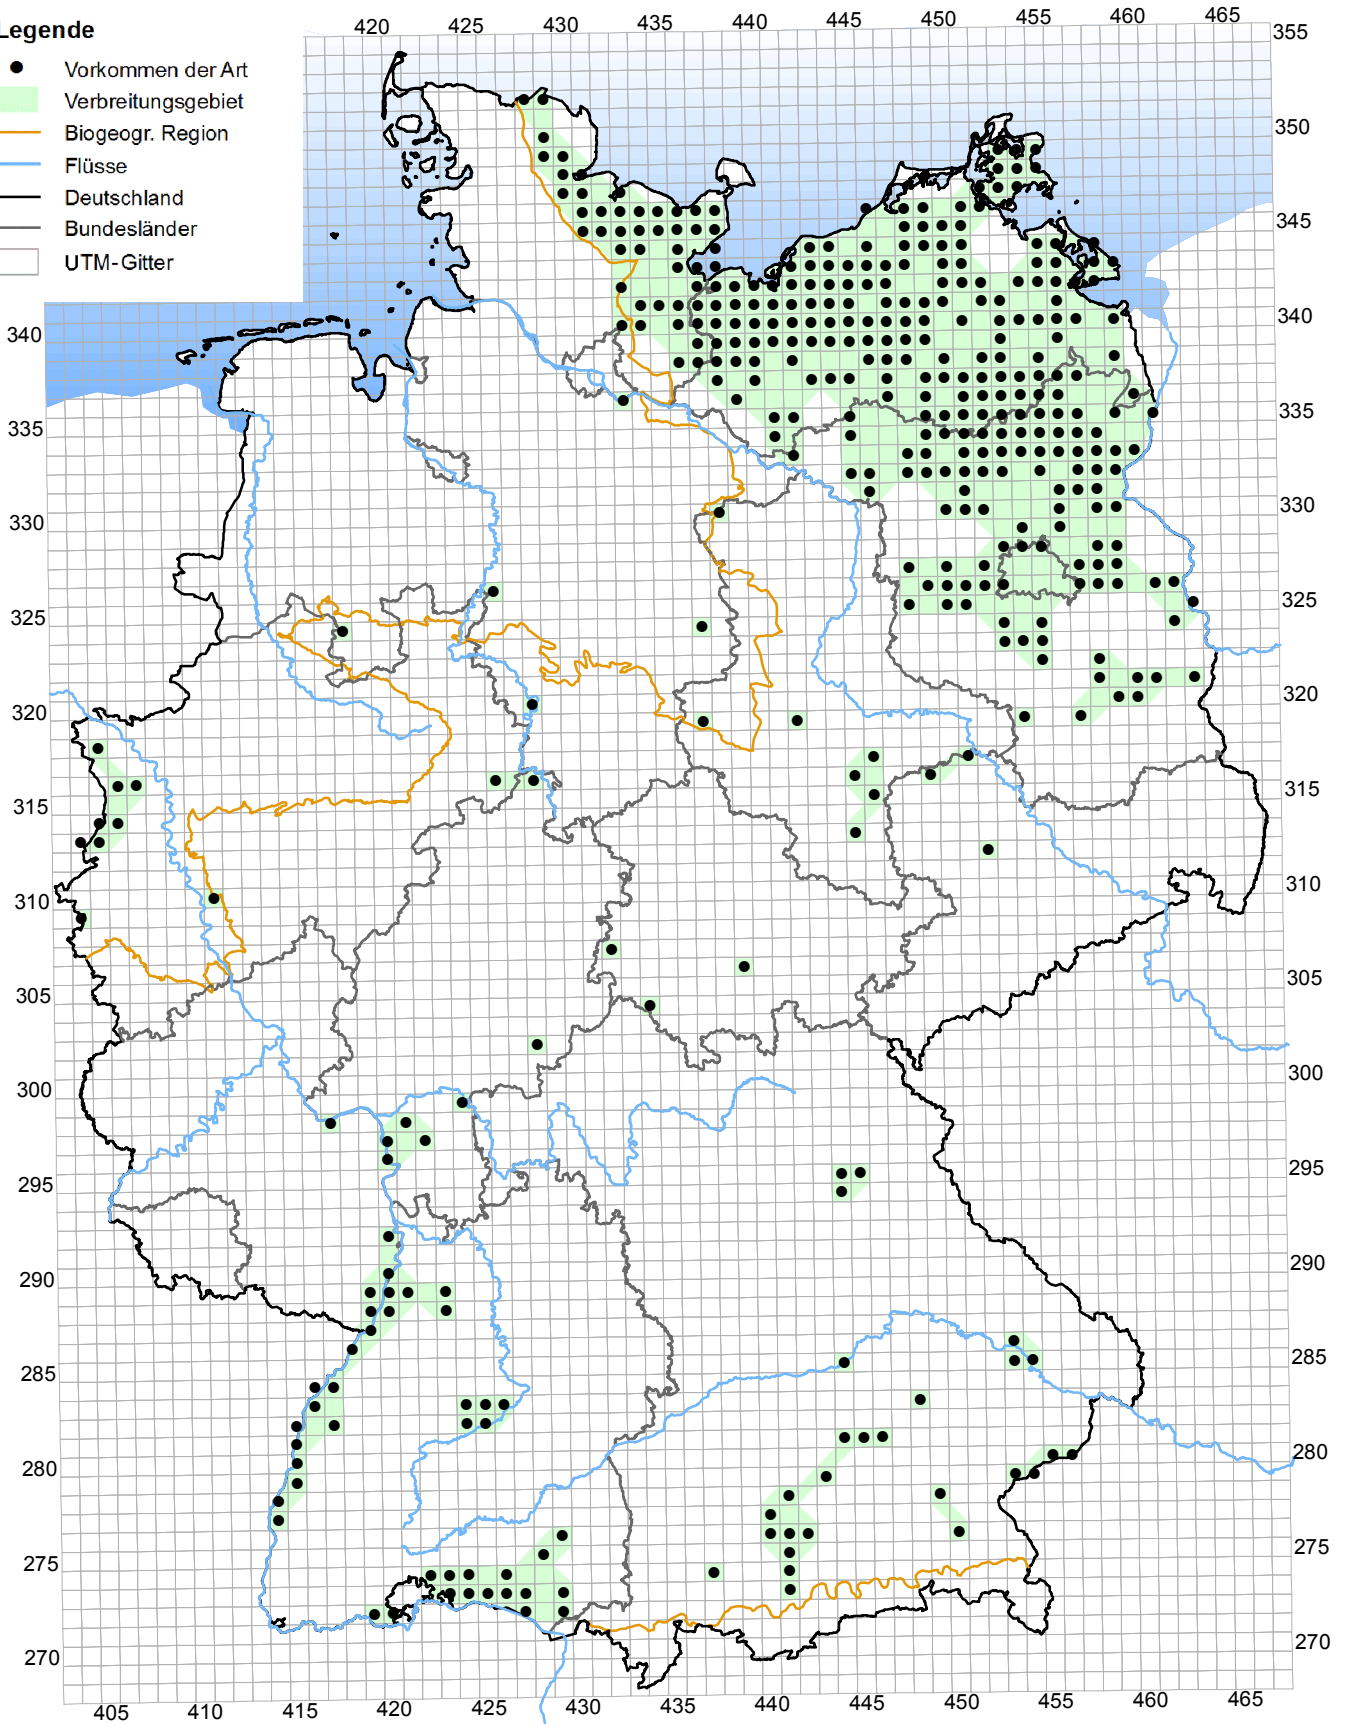 Legende
Vorkommen der Art
Verbreitungsgebiet
Biogeogr. Region
Flüsse
Deutschland
Bundesländer
UTM-Gitter
420 425 430 435 440 445 450 455 460 465
355
350
345
340 340
335 335
330 330
325 325
320 320
315 315
310 310
305 305
300 300
295 295
290 290
285 285
280 280
275 275
270 270
405 410 415 420 425 430 435 440 445 450 455 460 465